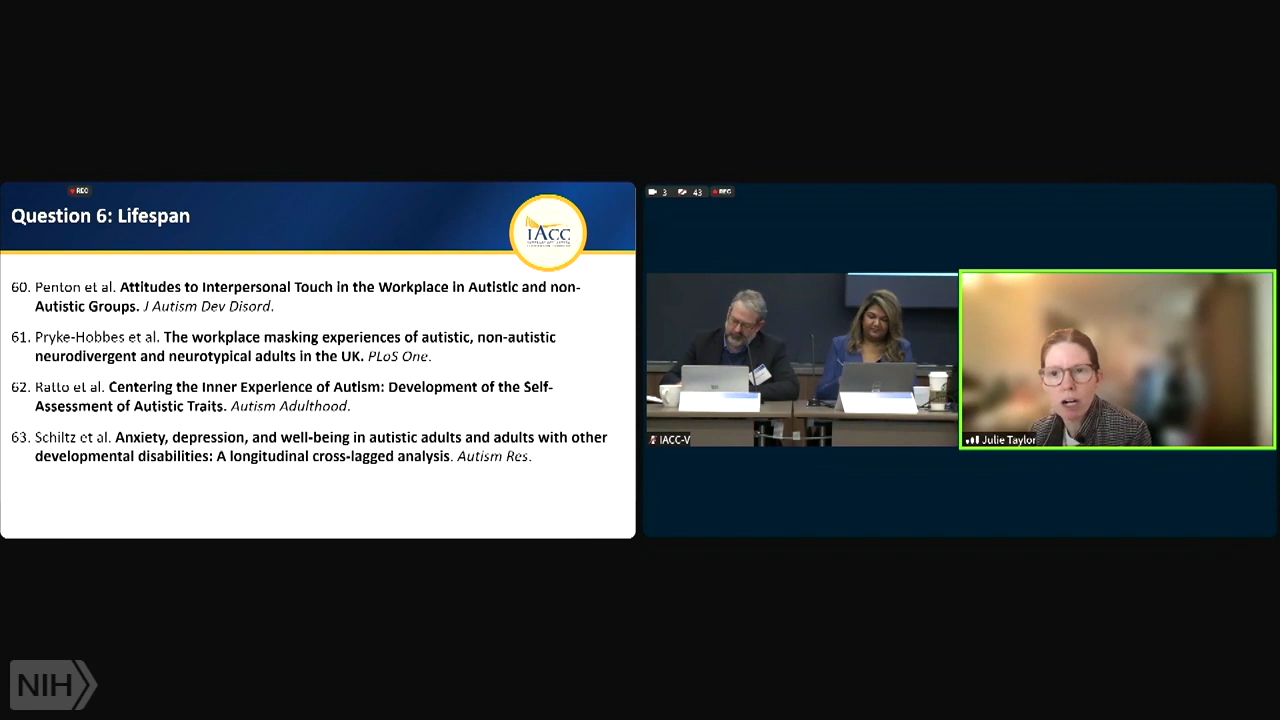 REC
Question 6: Lifespan
IACC
60. Penton et al. Attitudes to Interpersonal Touch in the Workplace in Autistic and non-
Autistic Groups. J Autism Dev Disord.
61. Pryke-Hobbes et al. The workplace masking experiences of autistic, non-autistic
neurodivergent and neurotypical adults in the UK. PLoS One.
62. Ratto et al. Centering the Inner Experience of Autism: Development of the Self-
Assessment of Autistic Traits. Autism Adulthood.
63. Schiltz et al. Anxiety, depression, and well-being in autistic adults and adults with other
developmental disabilities: A longitudinal cross-lagged analysis. Autism Res.
3 43 REC
IACC-V
Julie Taylor
NIH